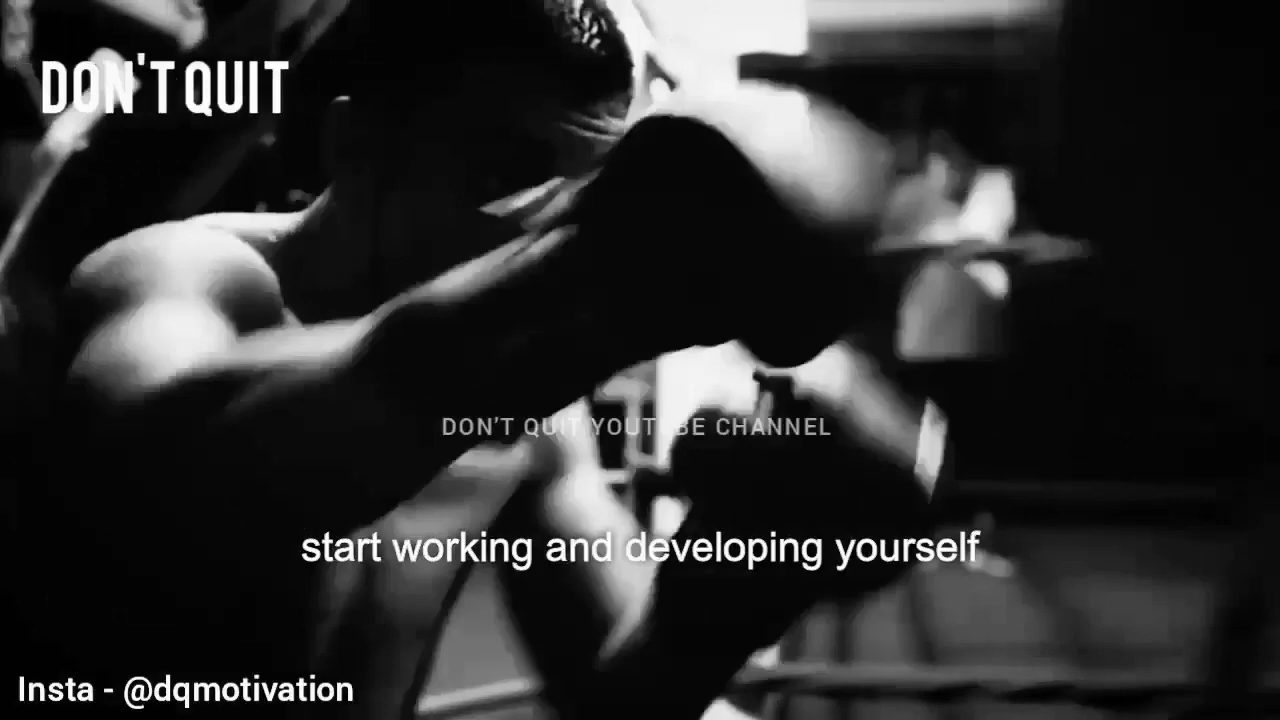 DON'T QUIT
DON'T QUIT YOUTUBE CHANNEL
start working and developing yourself
Insta - @dqmotivation